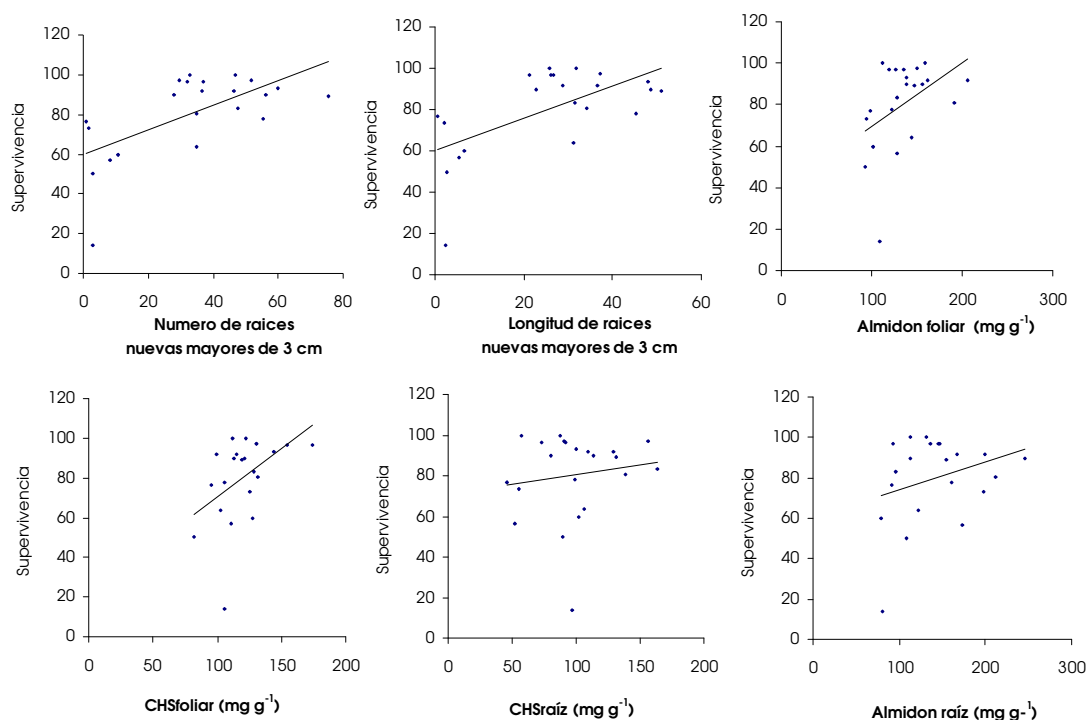 120
100
80
60
40
20
0
Supervivencia
0 20 40 60 80
Numero de raices
nuevas mayores de 3 cm
120
100
80
60
40
20
0
Supervivencia
0 20 40 60
Longitud de raices
nuevas mayores de 3 cm
120
100
80
60
40
20
0
Supervivencia
0 100 200 300
Almidon foliar (mg g⁻¹)
120
100
80
60
40
20
0
Supervivencia
0 50 100 150 200
CHSfoliar (mg g⁻¹)
120
100
80
60
40
20
0
Supervivencia
0 50 100 150 200
CHSraíz (mg g⁻¹)
120
100
80
60
40
20
0
Supervivencia
0 100 200 300
Almidon raíz (mg g-¹)